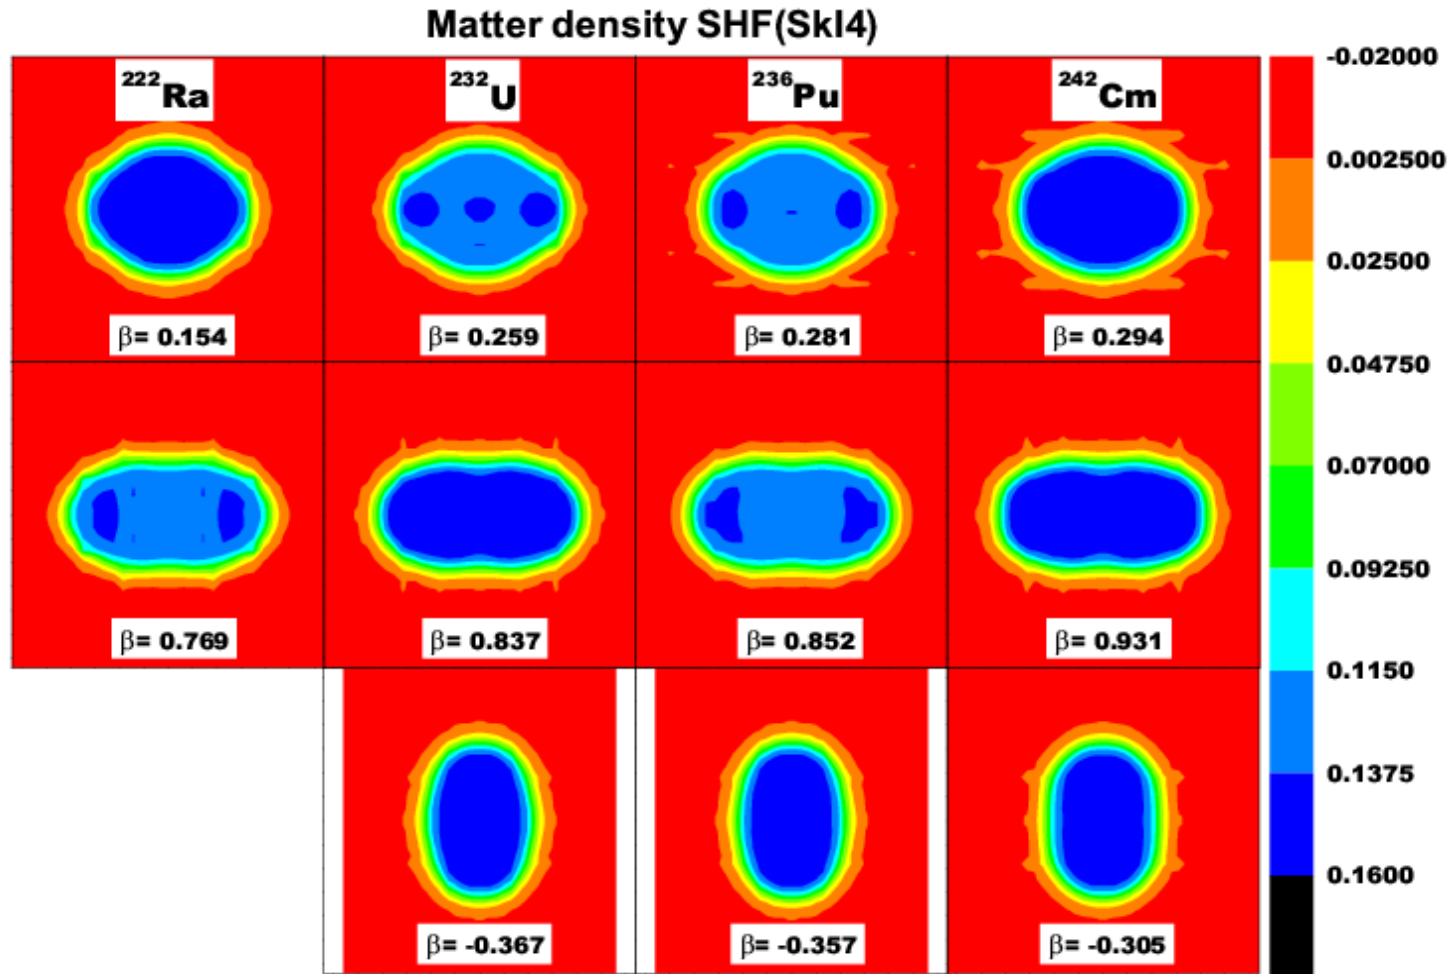 Matter density SHF(SkI4)
²²²Ra
²³²U
²³⁶Pu
²⁴²Cm
β= 0.154
β= 0.259
β= 0.281
β= 0.294
β= 0.769
β= 0.837
β= 0.852
β= 0.931
β= -0.367
β= -0.357
β= -0.305
-0.02000
0.002500
0.02500
0.04750
0.07000
0.09250
0.1150
0.1375
0.1600